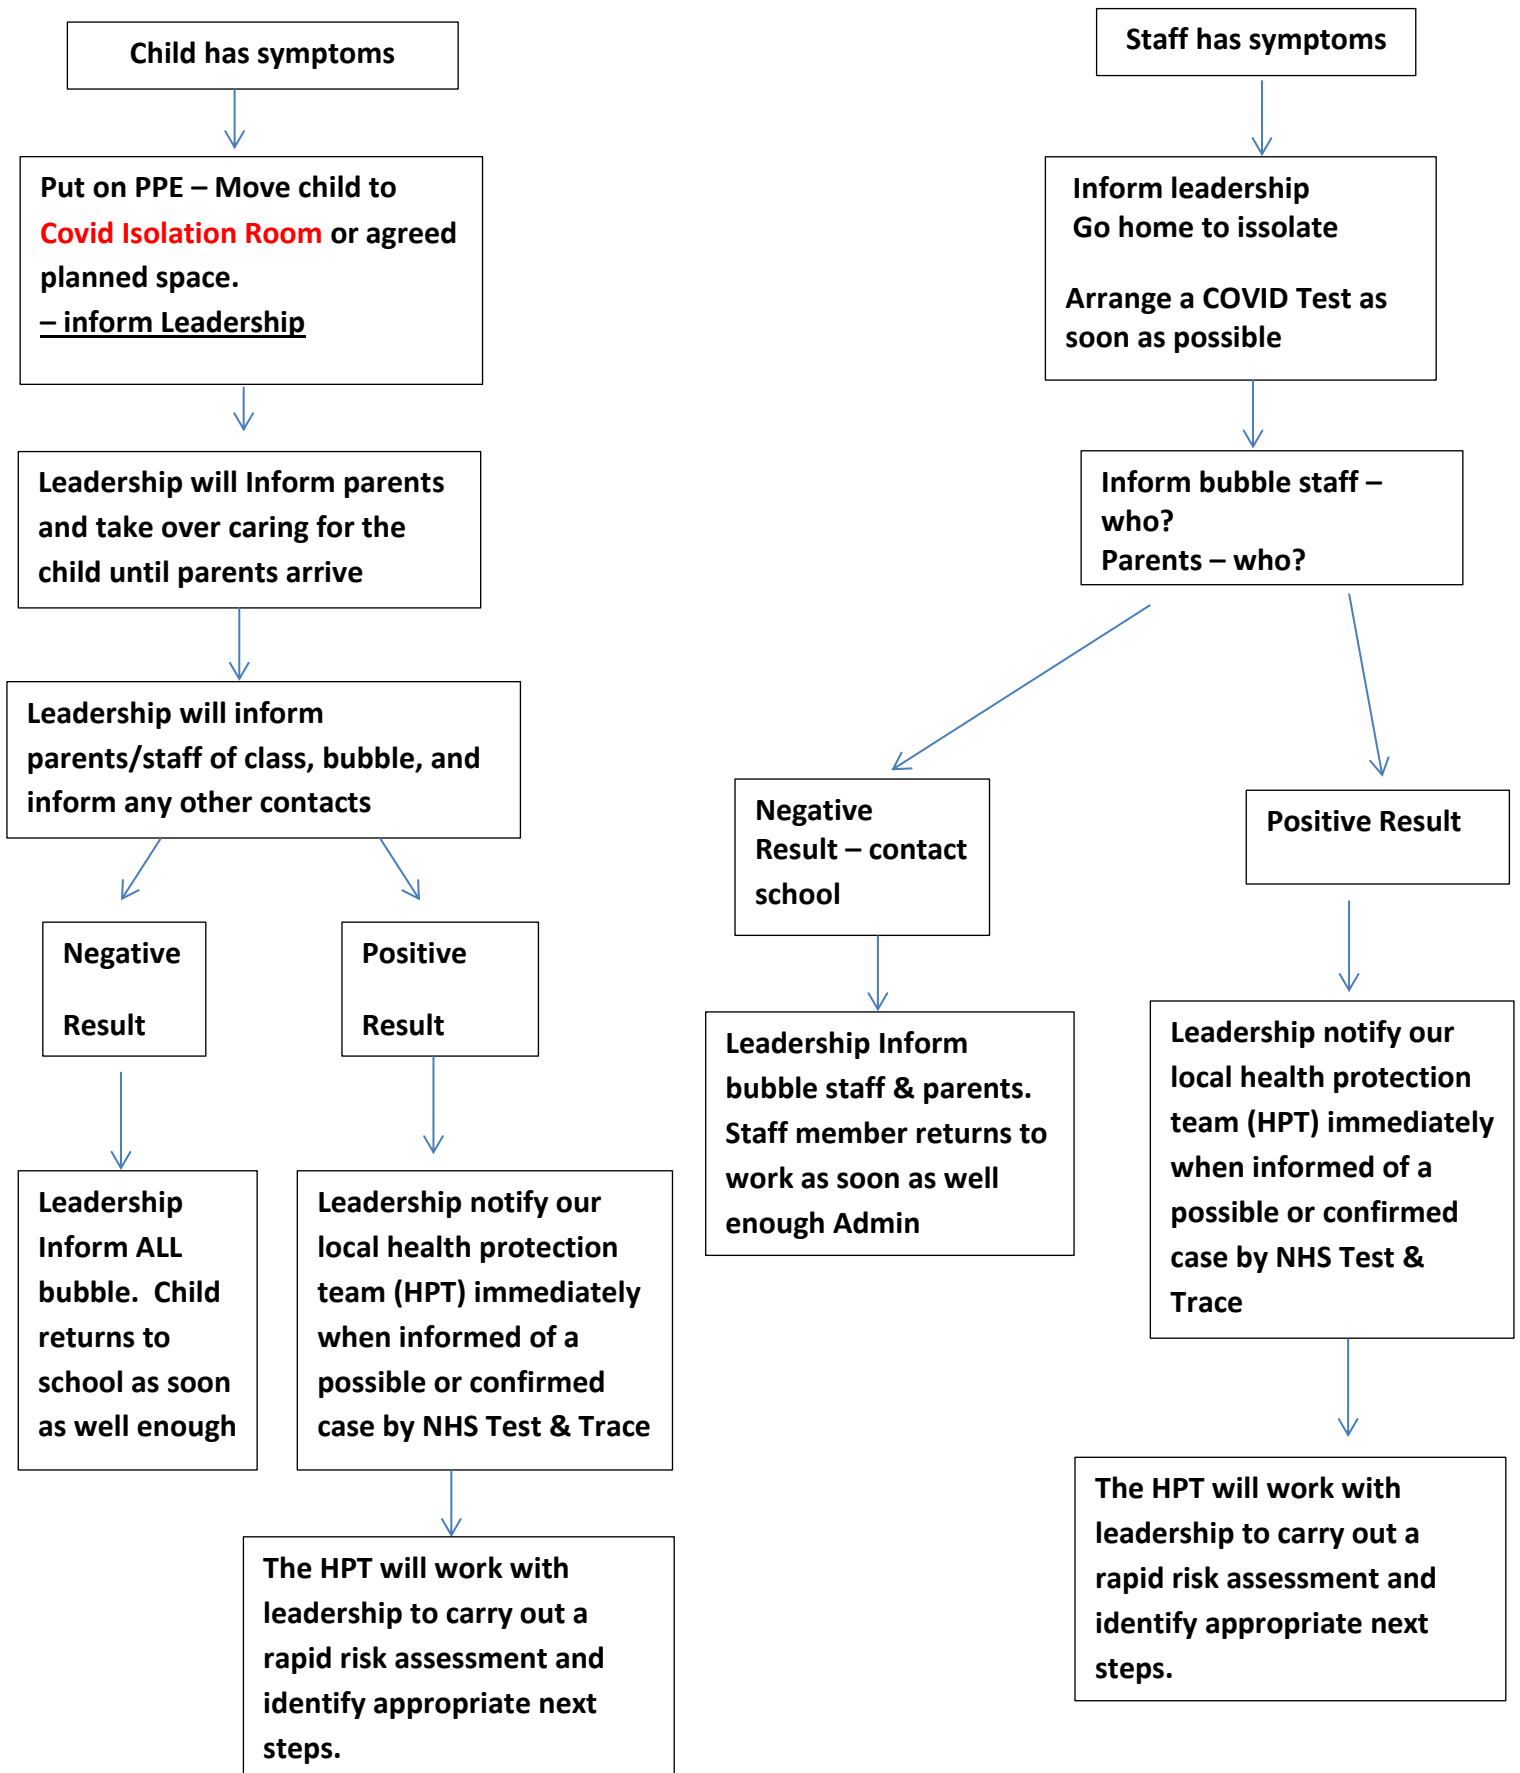 Child has symptoms
Put on PPE – Move child to
Covid Isolation Room or agreed
planned space.
– inform Leadership
Leadership will Inform parents
and take over caring for the
child until parents arrive
Leadership will inform
parents/staff of class, bubble, and
inform any other contacts
Negative
Result
Positive
Result
Leadership
Inform ALL
bubble.  Child
returns to
school as soon
as well enough
Leadership notify our
local health protection
team (HPT) immediately
when informed of a
possible or confirmed
case by NHS Test & Trace
The HPT will work with
leadership to carry out a
rapid risk assessment and
identify appropriate next
steps.
Staff has symptoms
Inform leadership
Go home to issolate
Arrange a COVID Test as
soon as possible
Inform bubble staff –
who?
Parents – who?
Negative
Result – contact
school
Positive Result
Leadership Inform
bubble staff & parents.
Staff member returns to
work as soon as well
enough Admin
Leadership notify our
local health protection
team (HPT) immediately
when informed of a
possible or confirmed
case by NHS Test &
Trace
The HPT will work with
leadership to carry out a
rapid risk assessment and
identify appropriate next
steps.